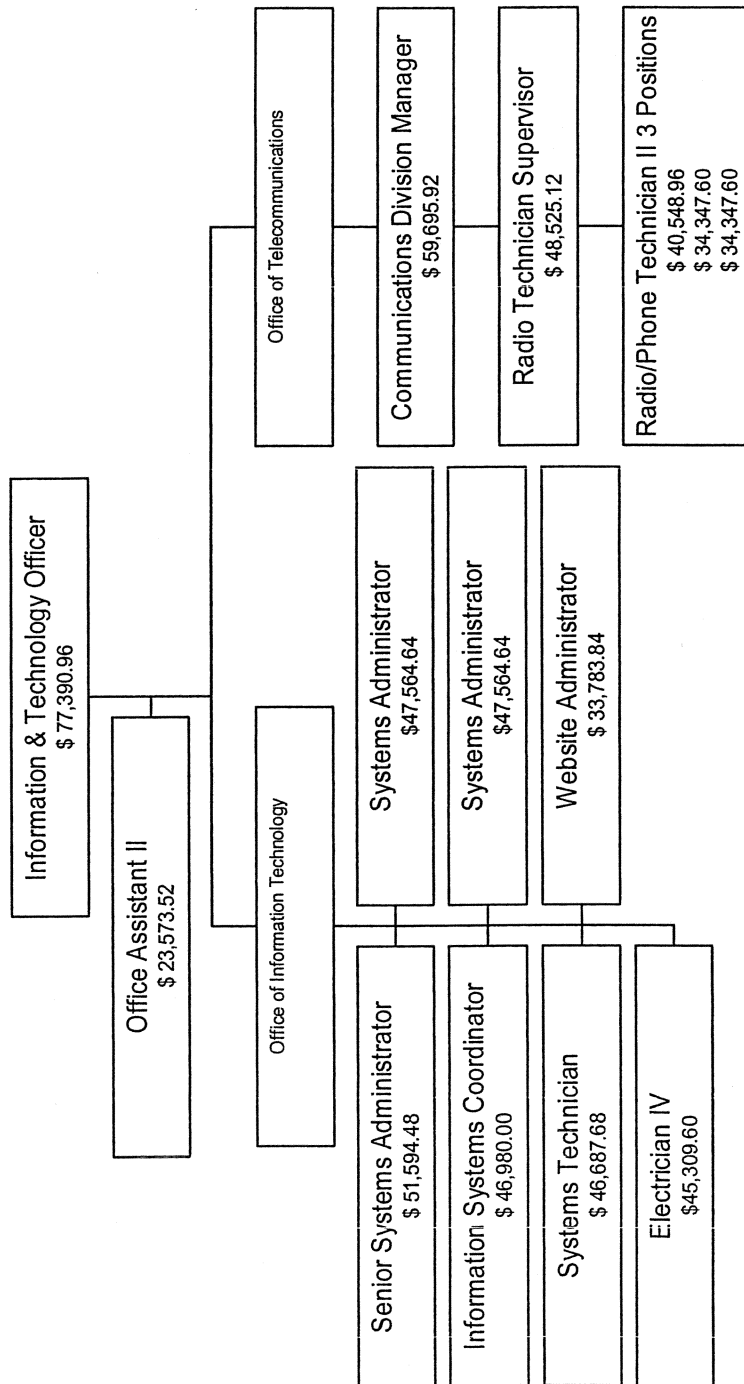 Information & Technology Officer
$ 77,390.96
Office Assistant II
$ 23,573.52
Office of Information Technology
Senior Systems Administrator
$ 51,594.48
Systems Administrator
$47,564.64
Information Systems Coordinator
$ 46,980.00
Systems Administrator
$47,564.64
Systems Technician
$ 46,687.68
Website Administrator
$ 33,783.84
Electrician IV
$45,309.60
Office of Telecommunications
Communications Division Manager
$ 59,695.92
Radio Technician Supervisor
$ 48,525.12
Radio/Phone Technician II 3 Positions
$ 40,548.96
$ 34,347.60
$ 34,347.60